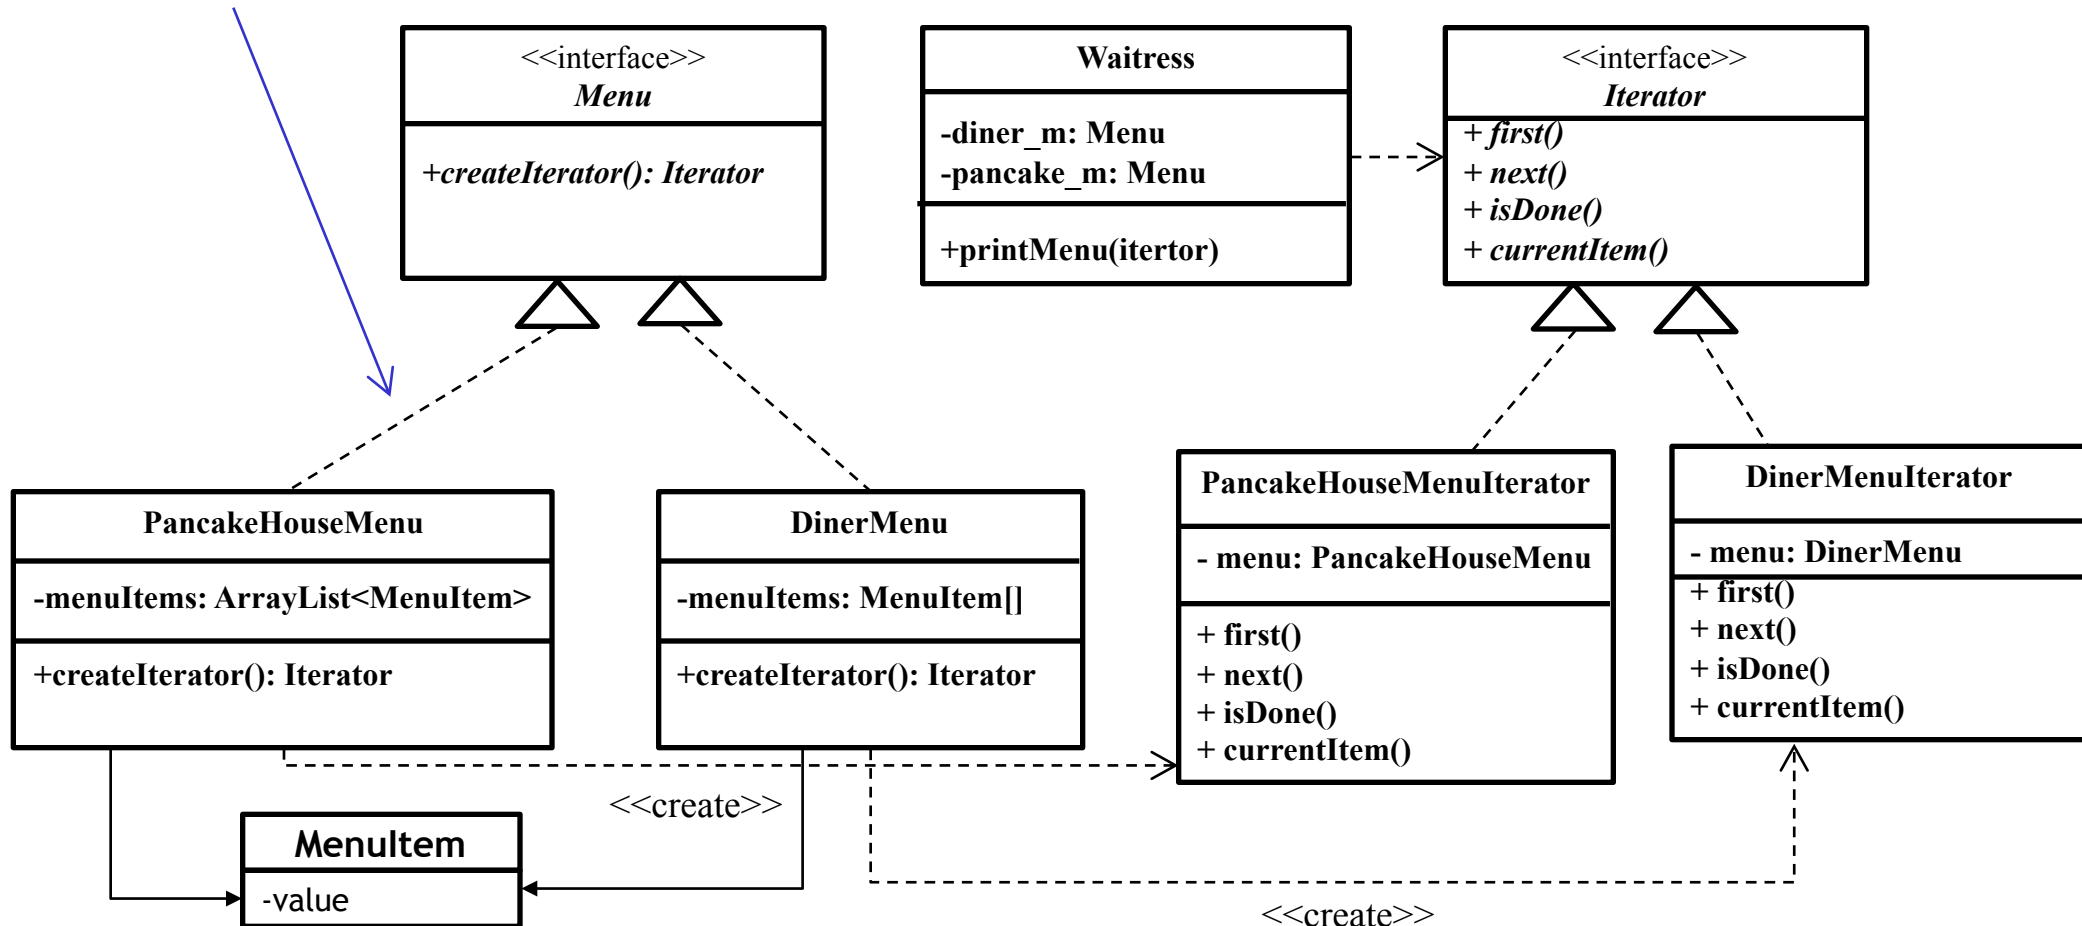 <<interface>>
Menu
+createIterator(): Iterator
Waitress
-diner_m: Menu
-pancake_m: Menu
+printMenu(itertor)
<<interface>>
Iterator
+ first()
+ next()
+ isDone()
+ currentItem()
PancakeHouseMenu
-menuItems: ArrayList<MenuItem>
+createIterator(): Iterator
DinerMenu
-menuItems: MenuItem[]
+createIterator(): Iterator
PancakeHouseMenuIterator
- menu: PancakeHouseMenu
+ first()
+ next()
+ isDone()
+ currentItem()
DinerMenuIterator
- menu: DinerMenu
+ first()
+ next()
+ isDone()
+ currentItem()
<<create>>
MenuItem
-value
<<create>>